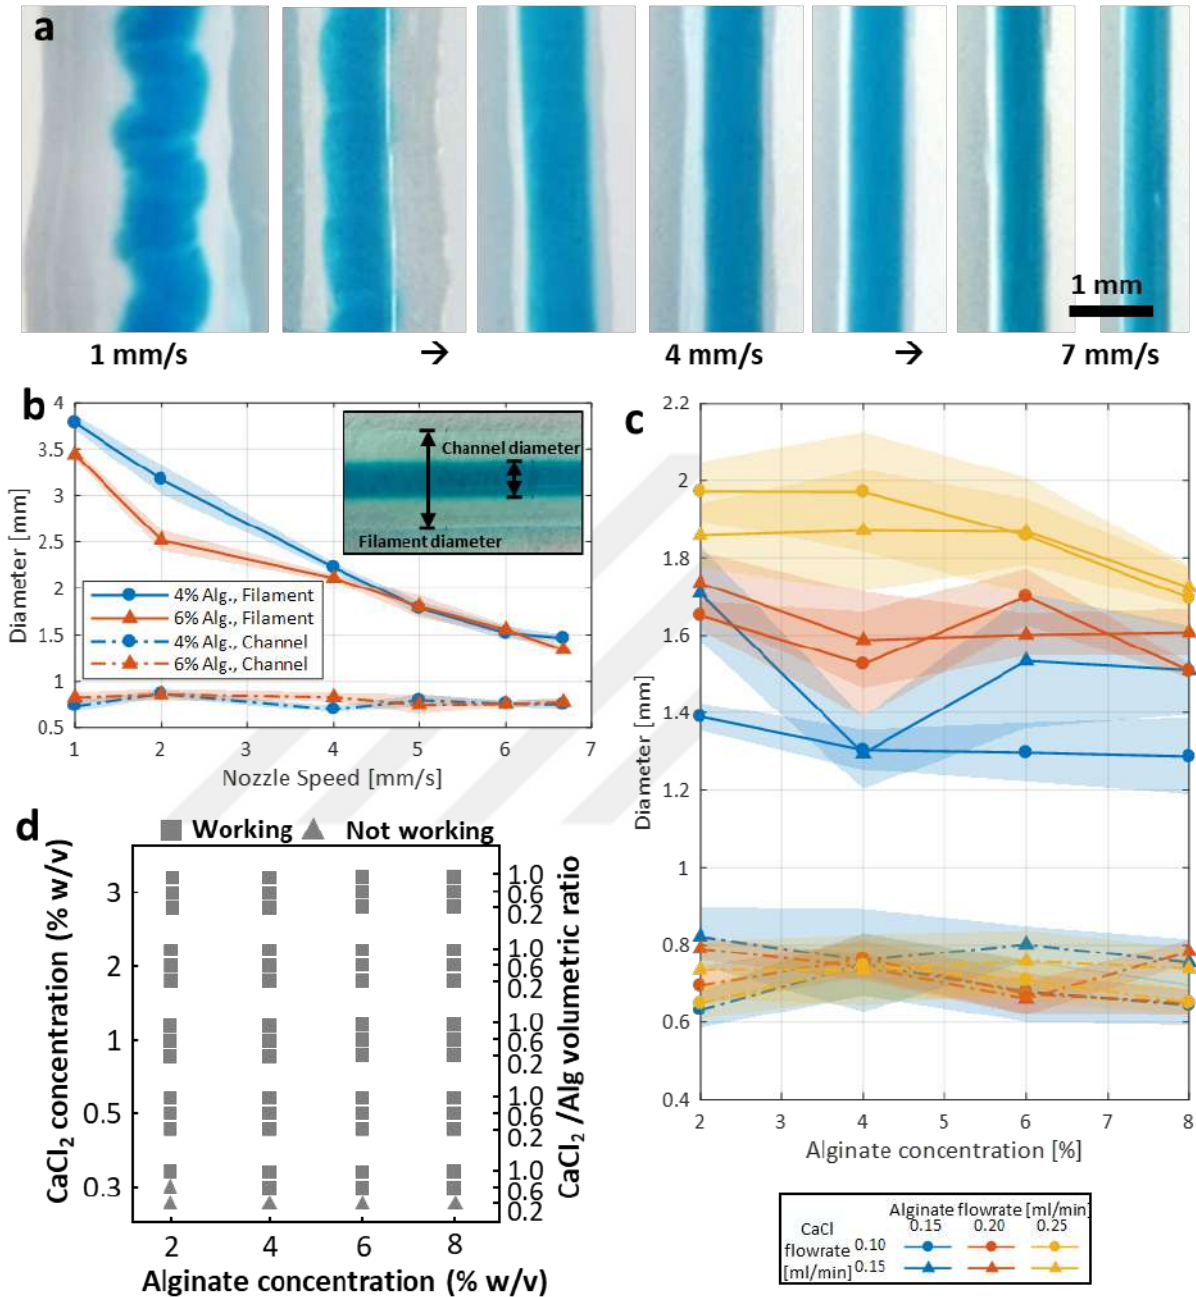 a
1 mm
1 mm/s → 4 mm/s → 7 mm/s
b
4
3.5
3
2.5
2
1.5
1
0.5
Diameter [mm]
Channel diameter
Filament diameter
4% Alg., Filament
6% Alg., Filament
4% Alg., Channel
6% Alg., Channel
1 2 3 4 5 6 7
Nozzle Speed [mm/s]
c
2.2
2
1.8
1.6
1.4
1.2
1
0.8
0.6
0.4
Diameter [mm]
2 3 4 5 6 7 8
Alginate concentration [%]
Alginate flowrate [ml/min]
CaCl 0.15 0.20 0.25
flowrate 0.10
[ml/min] 0.15
d
Working Not working
CaCl₂ concentration (% w/v)
3
2
1
0.5
0.3
1.0
0.6
0.2
1.0
0.6
0.2
1.0
0.6
0.2
1.0
0.6
0.2
1.0
0.6
0.2
CaCl₂ /Alg volumetric ratio
2 4 6 8
Alginate concentration (% w/v)